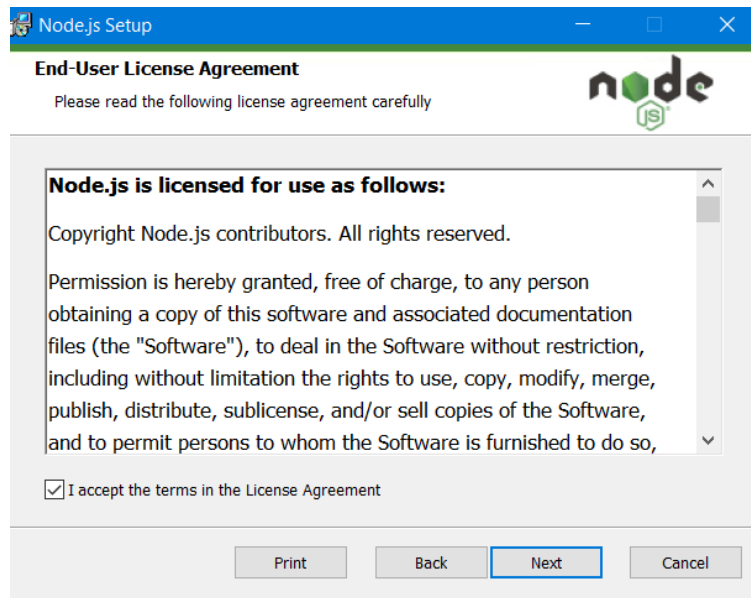 Node.js Setup
End-User License Agreement
Please read the following license agreement carefully
node
JS
Node.js is licensed for use as follows:
Copyright Node.js contributors. All rights reserved.
Permission is hereby granted, free of charge, to any person
obtaining a copy of this software and associated documentation
files (the "Software"), to deal in the Software without restriction,
including without limitation the rights to use, copy, modify, merge,
publish, distribute, sublicense, and/or sell copies of the Software,
and to permit persons to whom the Software is furnished to do so,
I accept the terms in the License Agreement
Print Back Next Cancel